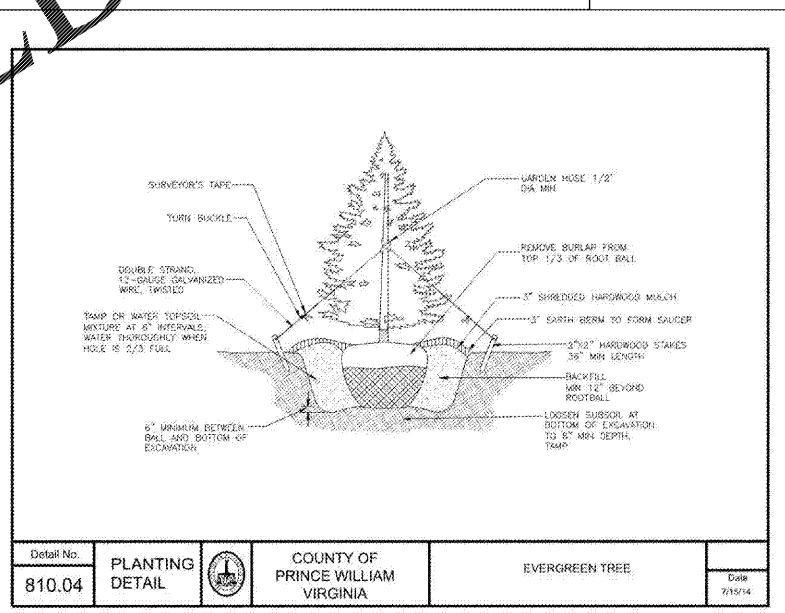 SURVEYOR'S TAPE
TURN BUCKLE
DOUBLE STRAND,
12-GAUGE GALVANIZED
WIRE, TWISTED
TAMP OR WATER TOPSOIL
MIXTURE AT 6" INTERVALS,
WATER THOROUGHLY WHEN
HOLE IS 2/3 FULL
6" MINIMUM BETWEEN
BALL AND BOTTOM OF
EXCAVATION
GARDEN HOSE 1/2"
DIA MIN
REMOVE BURLAP FROM
TOP 1/3 OF ROOT BALL
3" SHREDDED HARDWOOD MULCH
3" EARTH BERM TO FORM SAUCER
2"X2" HARDWOOD STAKES
36" MIN LENGTH
BACKFILL
MIN 12" BEYOND
ROOTBALL
LOOSEN SUBSOIL AT
BOTTOM OF EXCAVATION
TO 6" MIN DEPTH,
TAMP
Detail No.
810.04
PLANTING
DETAIL
COUNTY OF
PRINCE WILLIAM
VIRGINIA
EVERGREEN TREE
Date
7/15/14